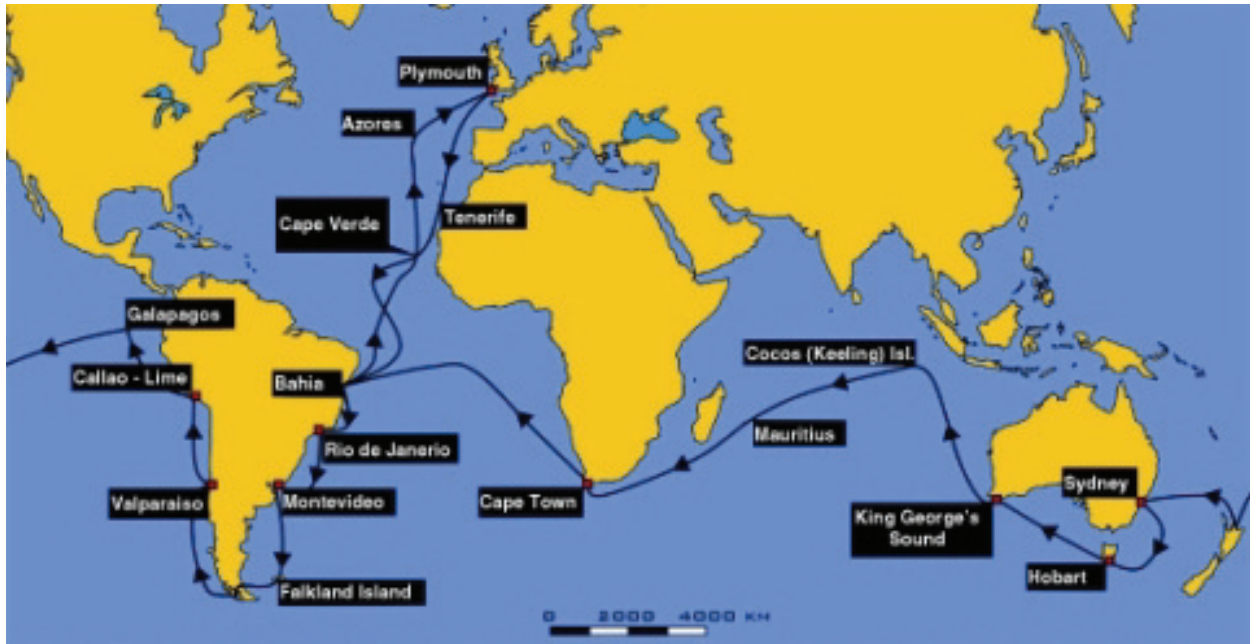 Plymouth
Azores
Cape Verde
Tenerife
Galapagos
Callao - Lime
Bahia
Cocos (Keeling) Isl.
Rio de Janerio
Mauritius
Valparaiso
Montevideo
Cape Town
Sydney
King George's
Sound
Hobart
Falkland Island
0 2000 4000 KM